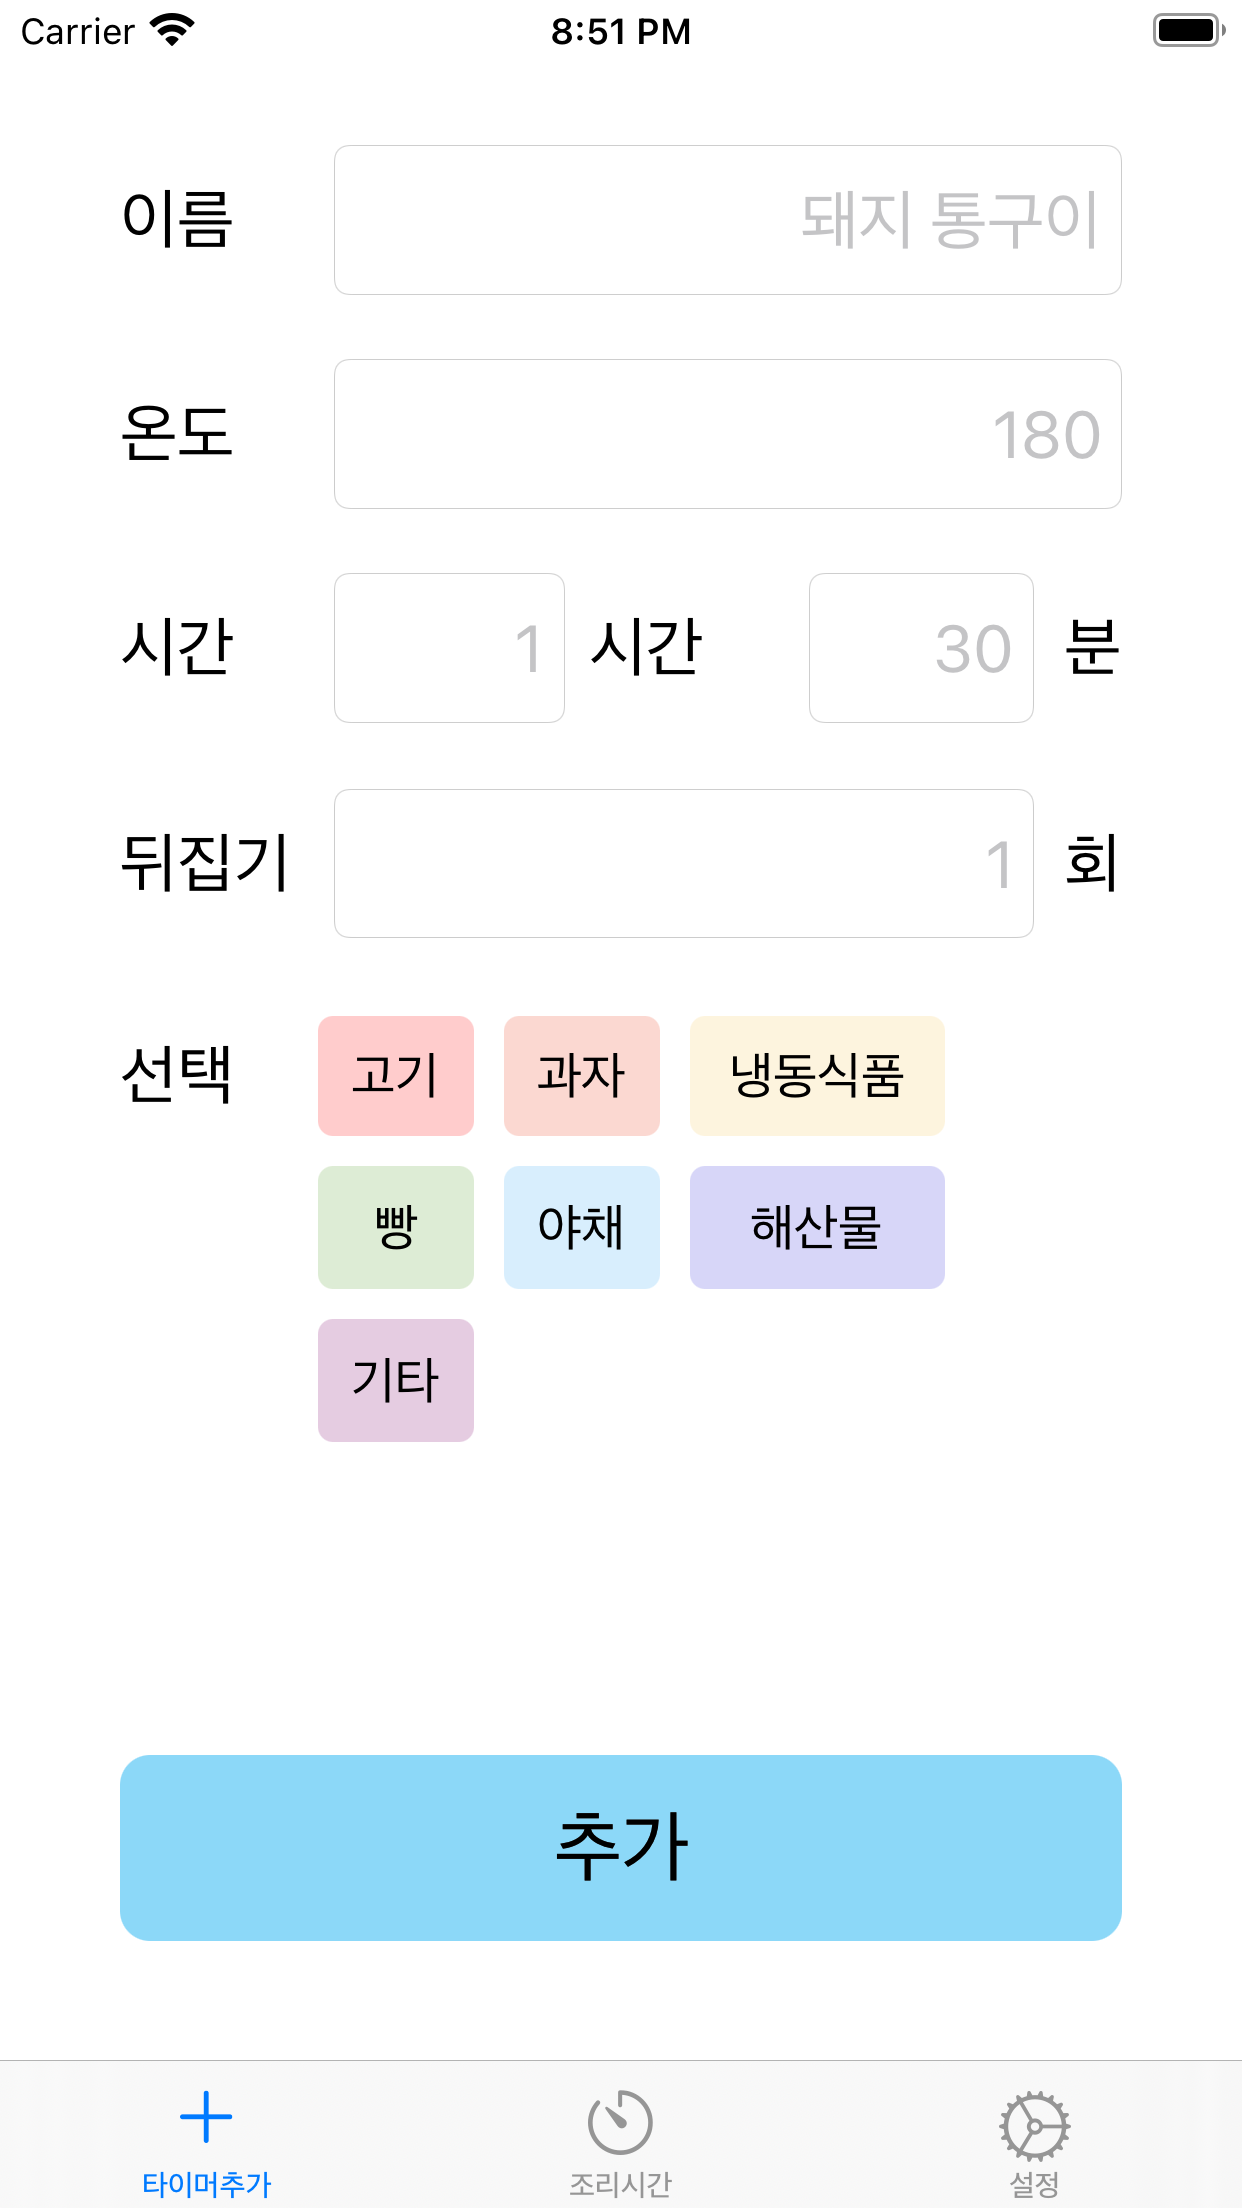 Carrier 8:51 PM
이름 돼지 통구이
온도 180
시간 1 시간 30 분
뒤집기 1 회
선택 고기 과자 냉동식품
빵 야채 해산물
기타
추가
타이머추가 조리시간 설정